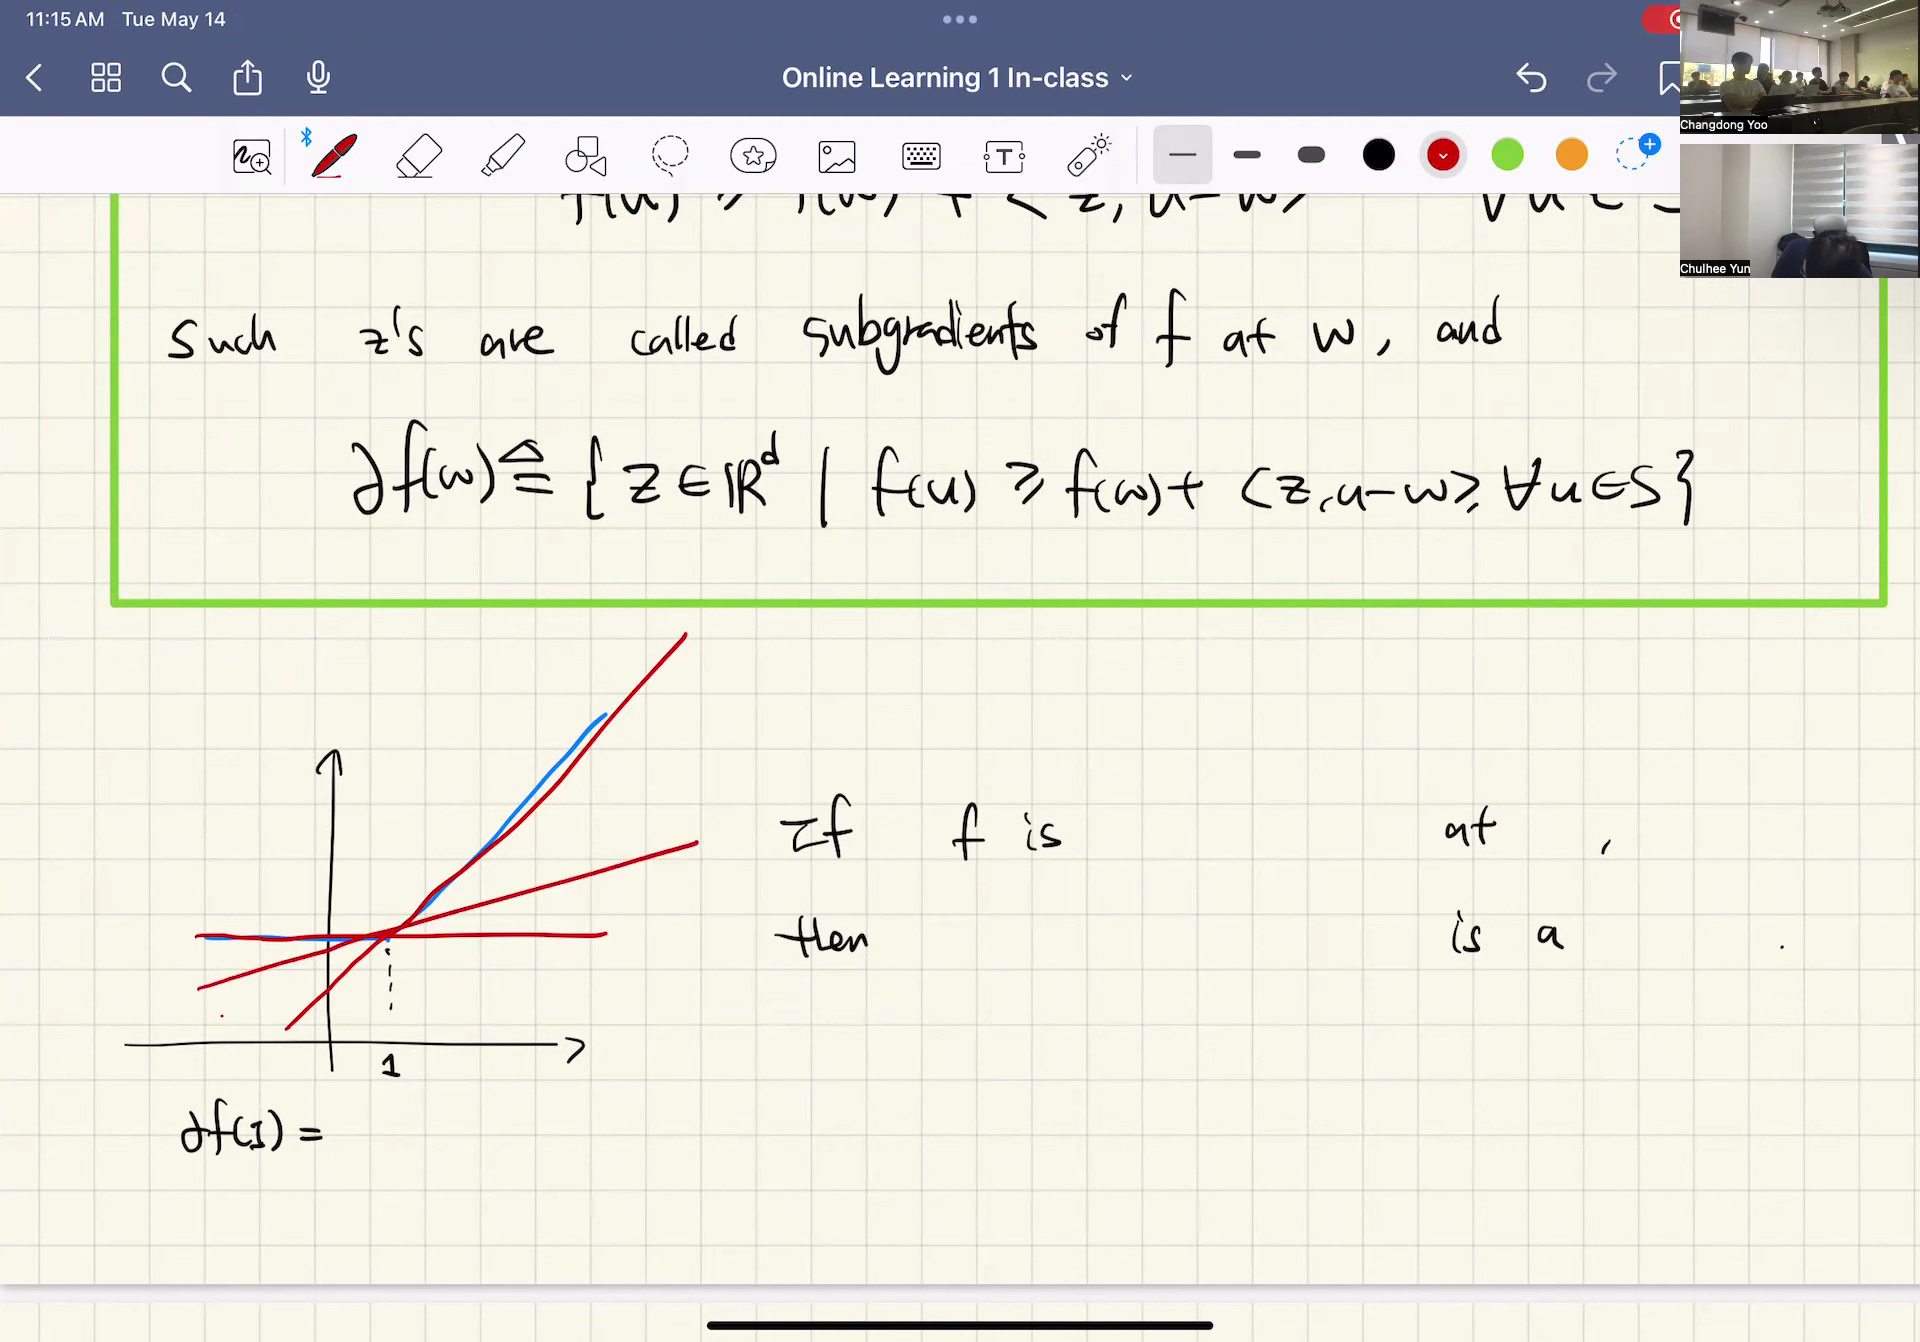 11:15 AM Tue May 14
Online Learning 1 In-class
Changdong Yoo
Chulhee Yun
f(u) ≥ f(w) + < z, u-w> ∀ u ∈ S
Such z's are called subgradients of f at w, and
∂f(w) ≜ { z ∈ ℝ^d | f(u) ≥ f(w) + <z, u-w>, ∀u ∈ S }
If f is at ,
then is a .
1
∂f(1) =